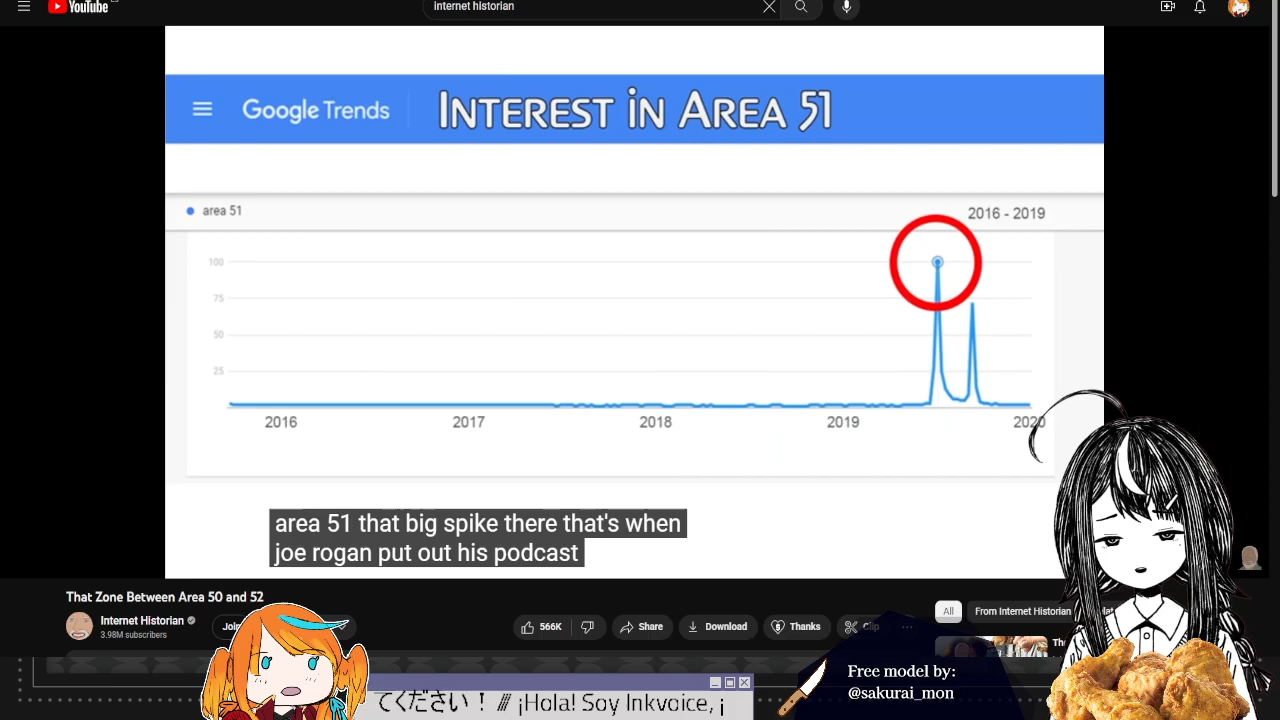 YouTube
internet historian
Google Trends
INTEREST IN AREA 51
area 51
2016 - 2019
100
75
50
25
2016
2017
2018
2019
2020
area 51 that big spike there that's when
joe rogan put out his podcast
That Zone Between Area 50 and 52
Internet Historian
3.98M subscribers
566K
Share
Download
Thanks
Clip
All
From Internet Historian
Free model by:
@sakurai_mon
てください！ // ¡Hola! Soy Inkvoice, ¡